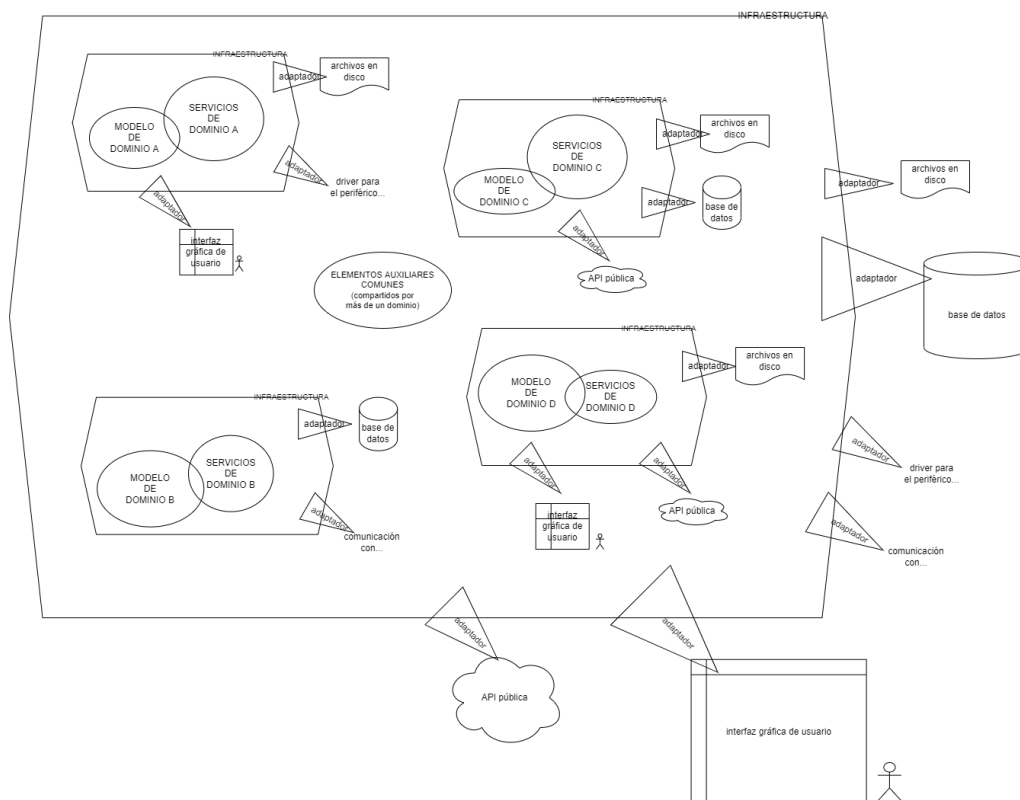 INFRAESTRUCTURA
INFRAESTRUCTURA
MODELO
DE
DOMINIO A
SERVICIOS
DE
DOMINIO A
adaptador
archivos en
disco
adaptador
driver para
el periférico...
adaptador
interfaz
gráfica de
usuario
INFRAESTRUCTURA
MODELO
DE
DOMINIO C
SERVICIOS
DE
DOMINIO C
adaptador
archivos en
disco
adaptador
base de
datos
adaptador
API pública
ELEMENTOS AUXILIARES
COMUNES
(compartidos por
más de un dominio)
INFRAESTRUCTURA
MODELO
DE
DOMINIO B
SERVICIOS
DE
DOMINIO B
adaptador
base de
datos
adaptador
comunicación
con...
INFRAESTRUCTURA
MODELO
DE
DOMINIO D
SERVICIOS
DE
DOMINIO D
adaptador
archivos en
disco
adaptador
interfaz
gráfica de
usuario
adaptador
API pública
adaptador
archivos en
disco
adaptador
base de datos
adaptador
driver para
el periférico...
adaptador
comunicación
con...
adaptador
API pública
adaptador
interfaz gráfica de usuario